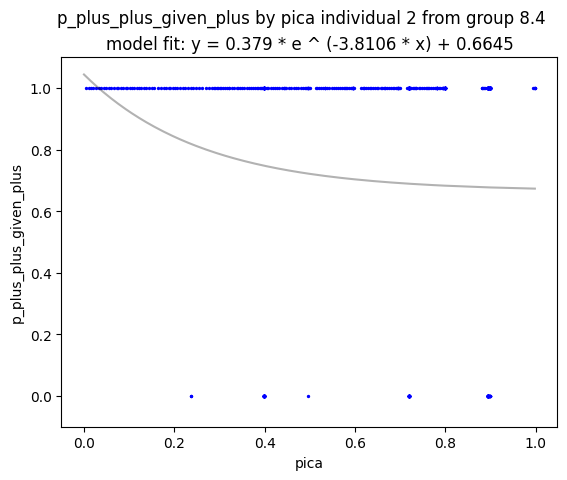 p_plus_plus_given_plus by pica individual 2 from group 8.4
model fit: y = 0.379 * e ^ (-3.8106 * x) + 0.6645
p_plus_plus_given_plus
1.0
0.8
0.6
0.4
0.2
0.0
0.0 0.2 0.4 0.6 0.8 1.0
pica